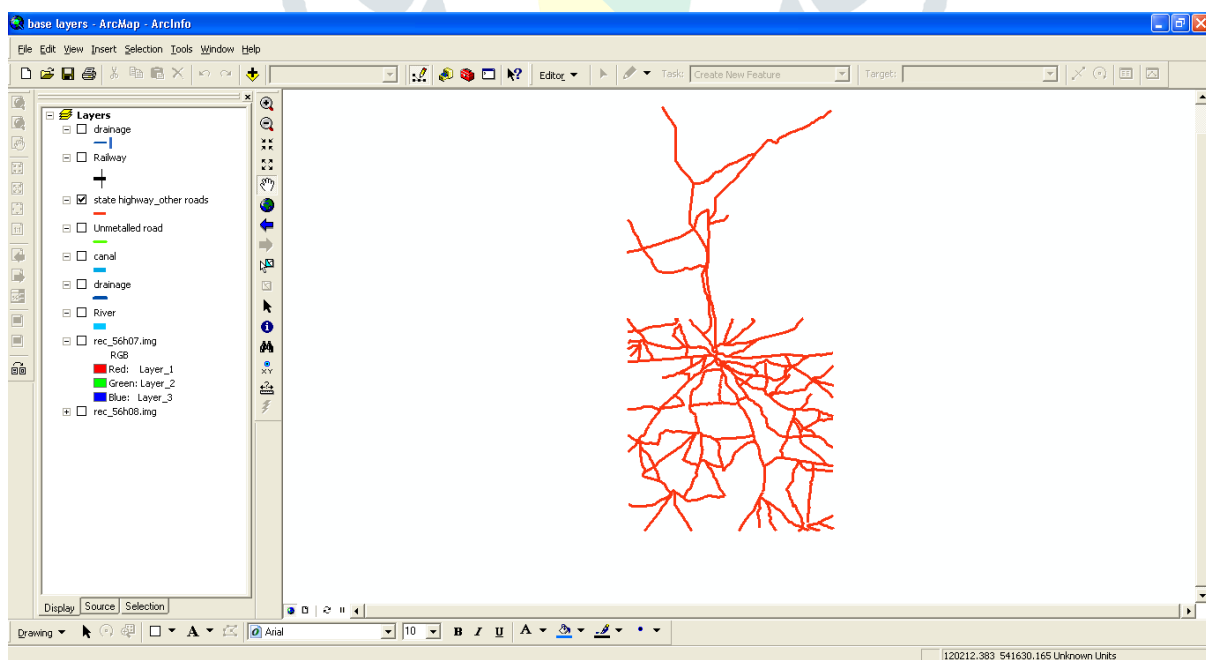 base layers - ArcMap - ArcInfo
File Edit View Insert Selection Tools Window Help
Editor Task: Create New Feature Target:
Layers
drainage
Railway
state highway_other roads
Unmetalled road
canal
drainage
River
rec_56h07.img
RGB
Red: Layer_1
Green: Layer_2
Blue: Layer_3
rec_56h08.img
Display Source Selection
Drawing A Arial 10 B I U A
120212.383 541630.165 Unknown Units